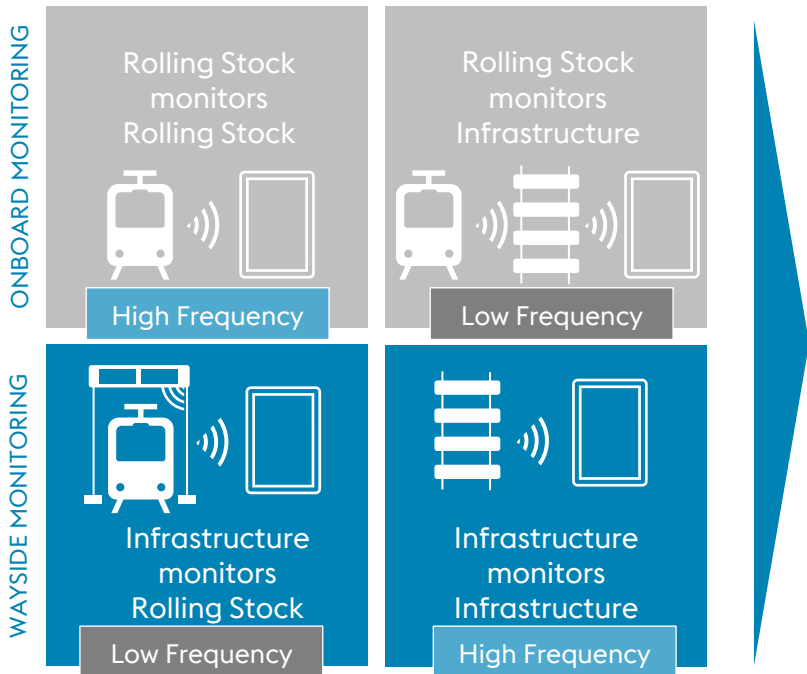 ONBOARD MONITORING
Rolling Stock
monitors
Rolling Stock
High Frequency
Rolling Stock
monitors
Infrastructure
Low Frequency
WAYSIDE MONITORING
Infrastructure
monitors
Rolling Stock
Low Frequency
Infrastructure
monitors
Infrastructure
High Frequency